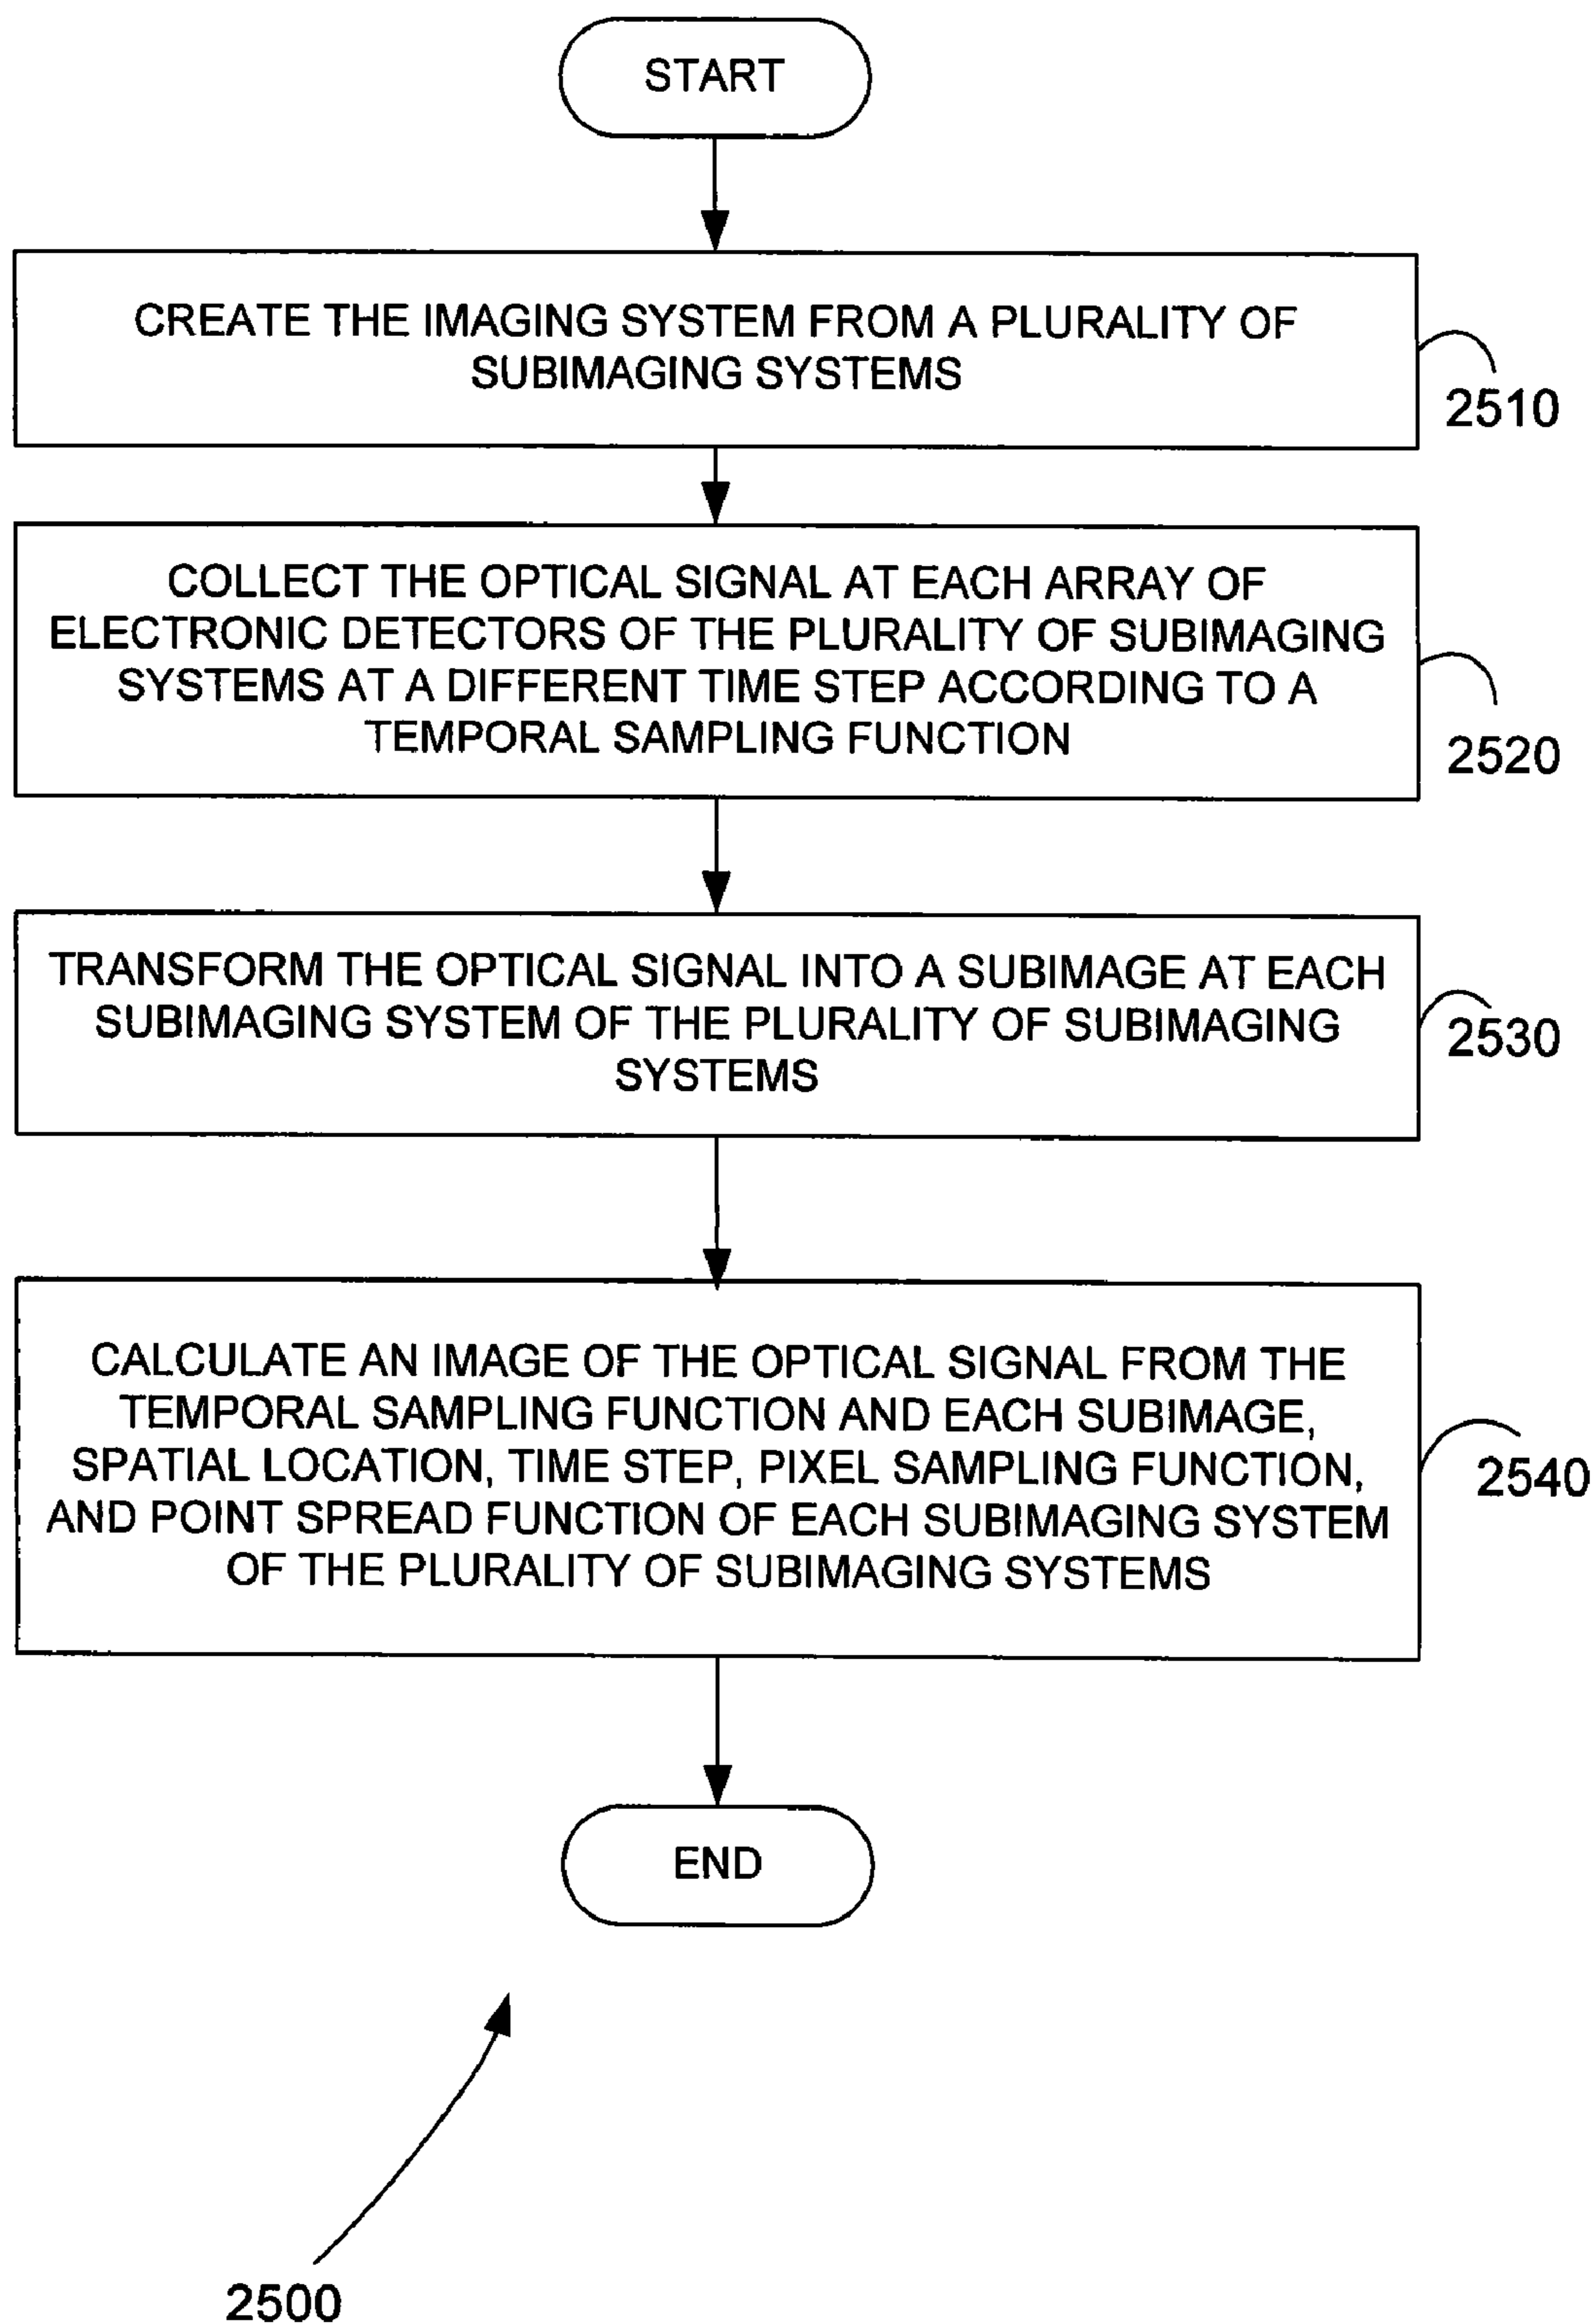 START
CREATE THE IMAGING SYSTEM FROM A PLURALITY OF
SUBIMAGING SYSTEMS
2510
COLLECT THE OPTICAL SIGNAL AT EACH ARRAY OF
ELECTRONIC DETECTORS OF THE PLURALITY OF SUBIMAGING
SYSTEMS AT A DIFFERENT TIME STEP ACCORDING TO A
TEMPORAL SAMPLING FUNCTION
2520
TRANSFORM THE OPTICAL SIGNAL INTO A SUBIMAGE AT EACH
SUBIMAGING SYSTEM OF THE PLURALITY OF SUBIMAGING
SYSTEMS
2530
CALCULATE AN IMAGE OF THE OPTICAL SIGNAL FROM THE
TEMPORAL SAMPLING FUNCTION AND EACH SUBIMAGE,
SPATIAL LOCATION, TIME STEP, PIXEL SAMPLING FUNCTION,
AND POINT SPREAD FUNCTION OF EACH SUBIMAGING SYSTEM
OF THE PLURALITY OF SUBIMAGING SYSTEMS
2540
END
2500